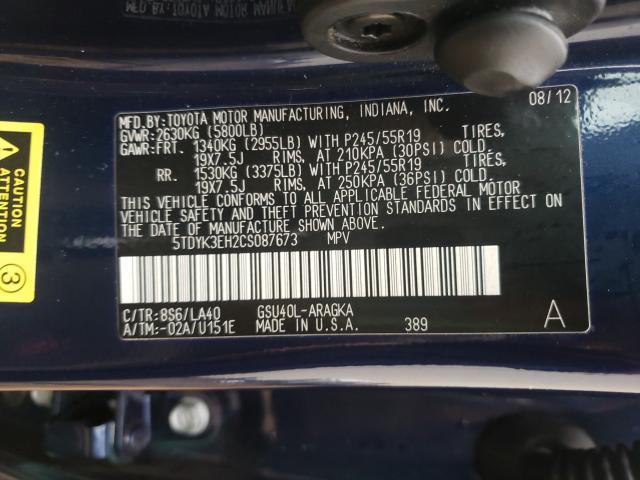 MFD.BY:TOYOTA MOTOR MANUFACTURING, INDIANA, INC. 08/12
GVWR:2630KG (5800LB)
GAWR:FRT. 1340KG (2955LB) WITH P245/55R19 TIRES,
19X7.5J RIMS, AT 210KPA (30PSI) COLD.
RR. 1530KG (3375LB) WITH P245/55R19 TIRES,
19X7.5J RIMS, AT 250KPA (36PSI) COLD.
THIS VEHICLE CONFORMS TO ALL APPLICABLE FEDERAL MOTOR
VEHICLE SAFETY AND THEFT PREVENTION STANDARDS IN EFFECT ON
THE DATE OF MANUFACTURE SHOWN ABOVE.
5TDYK3EH2CS087673 MPV
C/TR:8S6/LA40 GSU40L-ARAGKA
A/TM:-02A/U151E MADE IN U.S.A. 389 A
CAUTION
ATTENTION
3